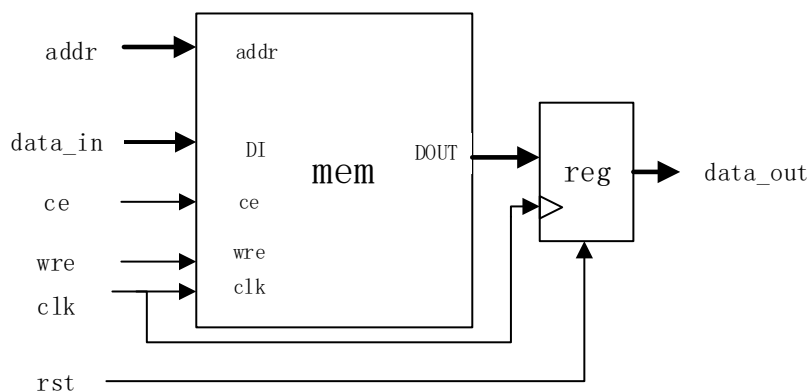 addr
addr
data_in
DI
mem
DOUT
reg
data_out
ce
ce
wre
wre
clk
clk
rst